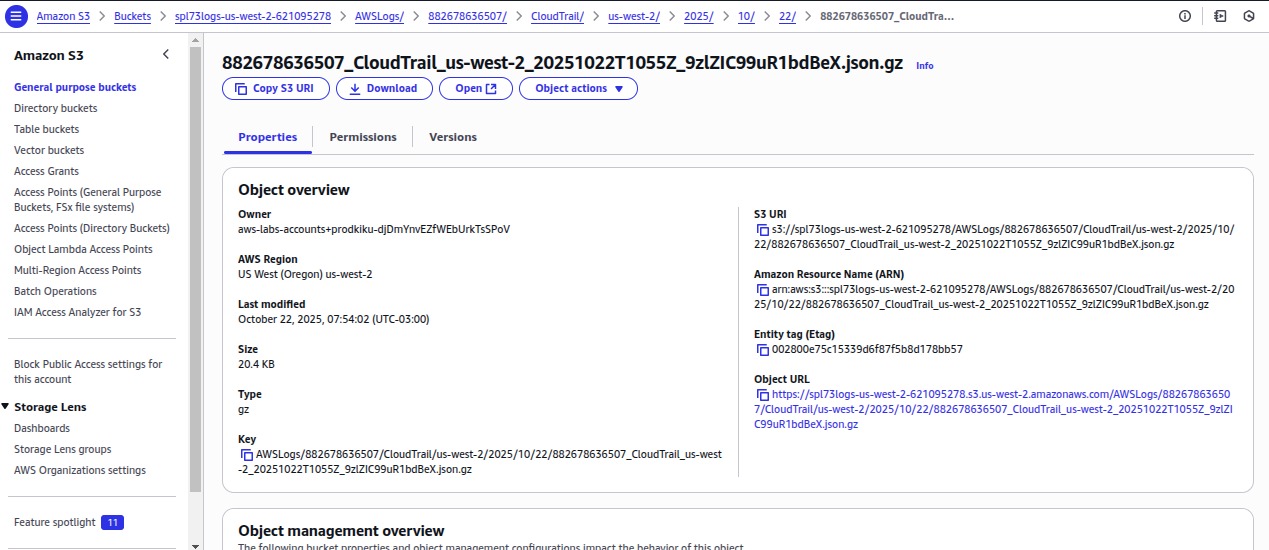 Amazon S3 > Buckets > spl73logs-us-west-2-621095278 > AWSLogs/ > 882678636507/ > CloudTrail/ > us-west-2/ > 2025/ > 10/ > 22/ > 882678636507_CloudTra...
Amazon S3
General purpose buckets
Directory buckets
Table buckets
Vector buckets
Access Grants
Access Points (General Purpose
Buckets, FSx file systems)
Access Points (Directory Buckets)
Object Lambda Access Points
Multi-Region Access Points
Batch Operations
IAM Access Analyzer for S3
Block Public Access settings for
this account
Storage Lens
Dashboards
Storage Lens groups
AWS Organizations settings
Feature spotlight 11
882678636507_CloudTrail_us-west-2_20251022T1055Z_9zlZIC99uR1bdBeX.json.gz Info
Copy S3 URI Download Open Object actions
Properties Permissions Versions
Object overview
Owner
aws-labs-accounts+prodkiku-djDmYnvEZfWEbUrkTsSPoV
AWS Region
US West (Oregon) us-west-2
Last modified
October 22, 2025, 07:54:02 (UTC-03:00)
Size
20.4 KB
Type
gz
Key
AWSLogs/882678636507/CloudTrail/us-west-2/2025/10/22/882678636507_CloudTrail_us-west
-2_20251022T1055Z_9zlZIC99uR1bdBeX.json.gz
S3 URI
s3://spl73logs-us-west-2-621095278/AWSLogs/882678636507/CloudTrail/us-west-2/2025/10/
22/882678636507_CloudTrail_us-west-2_20251022T1055Z_9zlZIC99uR1bdBeX.json.gz
Amazon Resource Name (ARN)
arn:aws:s3:::spl73logs-us-west-2-621095278/AWSLogs/882678636507/CloudTrail/us-west-2/20
25/10/22/882678636507_CloudTrail_us-west-2_20251022T1055Z_9zlZIC99uR1bdBeX.json.gz
Entity tag (Etag)
002800e75c15339d6f87f5b8d178bb57
Object URL
https://spl73logs-us-west-2-621095278.s3.us-west-2.amazonaws.com/AWSLogs/88267863650
7/CloudTrail/us-west-2/2025/10/22/882678636507_CloudTrail_us-west-2_20251022T1055Z_9zlZI
C99uR1bdBeX.json.gz
Object management overview
The following bucket properties and object management configurations impact the behavior of this object.